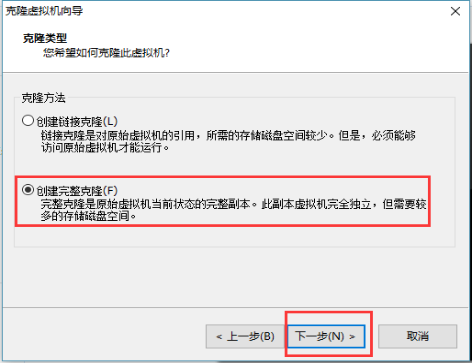 克隆虚拟机向导
克隆类型
您希望如何克隆此虚拟机?
克隆方法
创建链接克隆(L)
链接克隆是对原始虚拟机的引用，所需的存储磁盘空间较少。但是，必须能够
访问原始虚拟机才能运行。
创建完整克隆(F)
完整克隆是原始虚拟机当前状态的完整副本。此副本虚拟机完全独立，但需要较
多的存储磁盘空间。
< 上一步(B) 下一步(N) > 取消